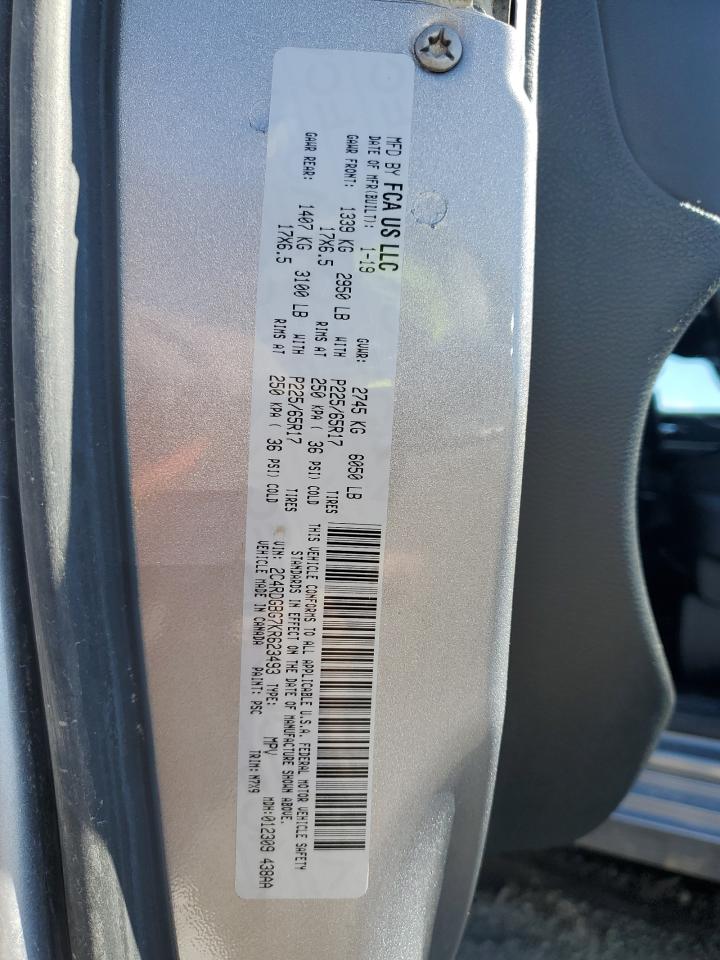 MFD BY FCA US LLC
DATE OF MFR(BUILT): 1-19 GVWR: 2745 KG 6050 LB
GAWR FRONT: 1339 KG 2950 LB WITH P225/65R17 TIRES
17X6.5 RIMS AT 250 KPA ( 36 PSI) COLD
GAWR REAR: 1407 KG 3100 LB WITH P225/65R17 TIRES
17X6.5 RIMS AT 250 KPA ( 36 PSI) COLD
THIS VEHICLE CONFORMS TO ALL APPLICABLE U.S.A. FEDERAL MOTOR VEHICLE SAFETY
STANDARDS IN EFFECT ON THE DATE OF MANUFACTURE SHOWN ABOVE.
VIN: 2C4RDGBG7KR623493 TYPE: MPV MDH:012309 438AA
VEHICLE MADE IN CANADA PAINT: PSC TRIM: N7X9